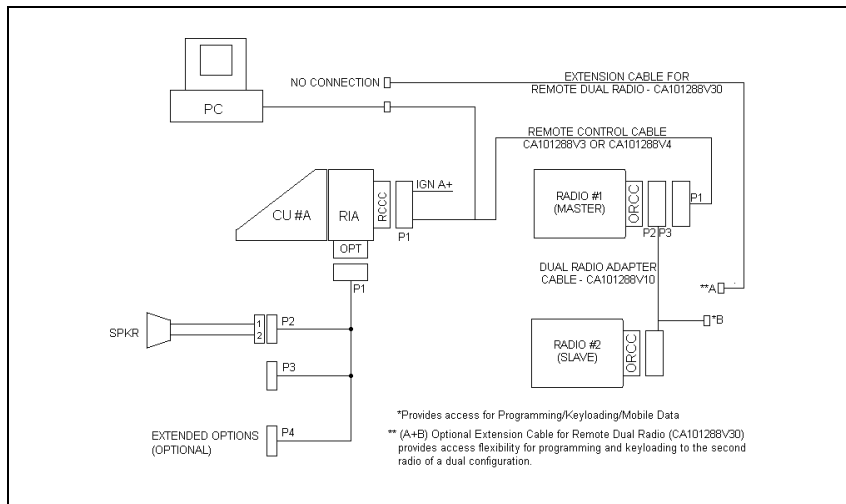 NO CONNECTION
EXTENSION CABLE FOR
REMOTE DUAL RADIO - CA101288V30
PC
REMOTE CONTROL CABLE
CA101288V3 OR CA101288V4
CU #A
RIA
RCCC
IGN A+
P1
OPT
P1
RADIO #1
(MASTER)
ORCC
P1
P2 P3
DUAL RADIO ADAPTER
CABLE - CA101288V10
**A
*B
SPKR
1
2
P2
RADIO #2
(SLAVE)
ORCC
P3
EXTENDED OPTIONS
(OPTIONAL)
P4
*Provides access for Programming/Keyloading/Mobile Data
** (A+B) Optional Extension Cable for Remote Dual Radio (CA101288V30)
provides access flexibility for programming and keyloading to the second
radio of a dual configuration.